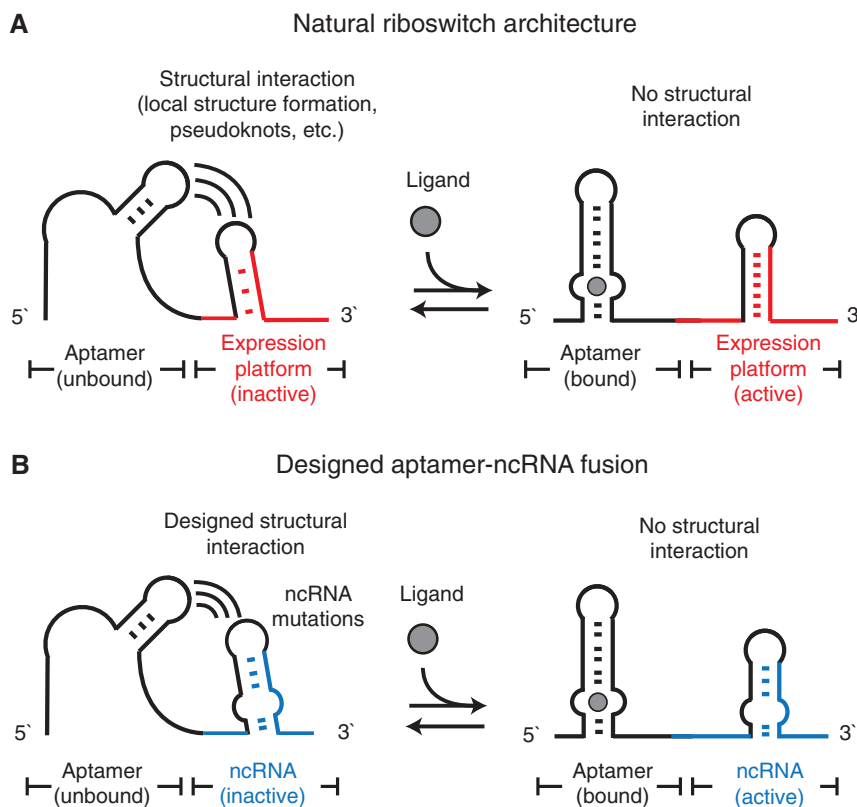 A
Natural riboswitch architecture
Structural interaction
(local structure formation,
pseudoknots, etc.)
No structural
interaction
Ligand
5`
3`
5`
3`
Aptamer
(unbound)
Expression
platform
(inactive)
Aptamer
(bound)
Expression
platform
(active)
B
Designed aptamer-ncRNA fusion
Designed structural
interaction
No structural
interaction
ncRNA
mutations
Ligand
5`
3`
5`
3`
Aptamer
(unbound)
ncRNA
(inactive)
Aptamer
(bound)
ncRNA
(active)